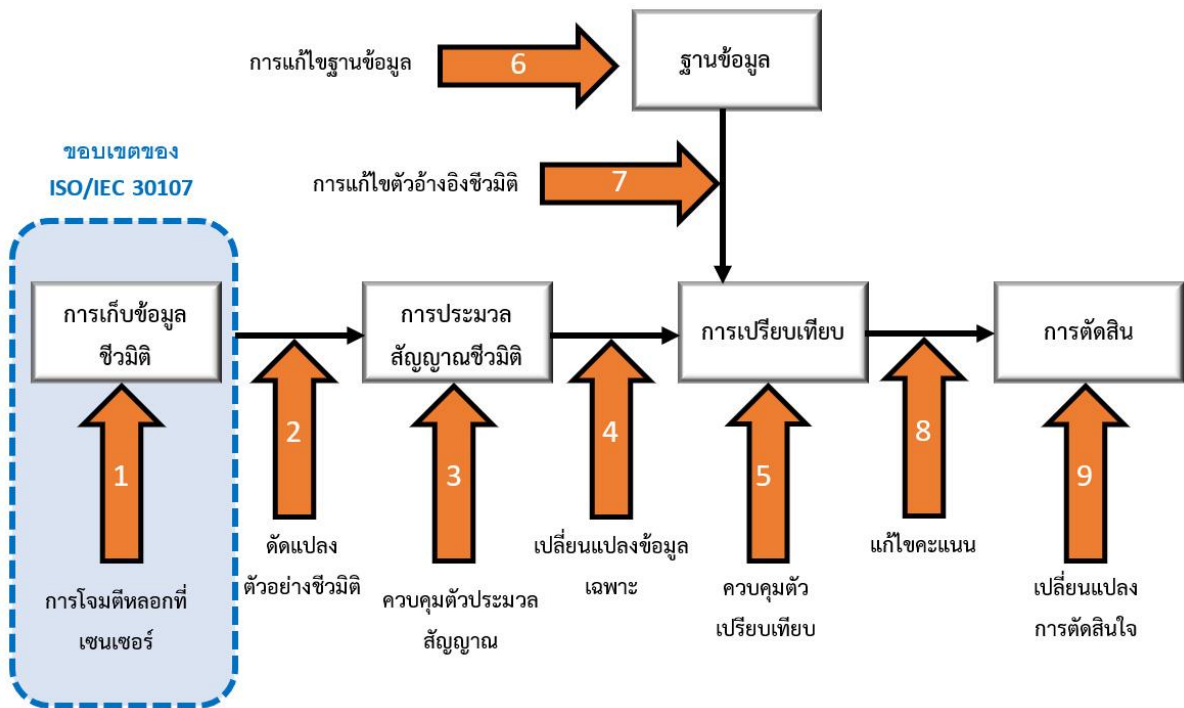 การแก้ไขฐานข้อมูล
6
ฐานข้อมูล
ขอบเขตของ
ISO/IEC 30107
การแก้ไขตัวอ้างอิงชีวมิติ
7
การเก็บข้อมูล
ชีวมิติ
การประมวล
สัญญาณชีวมิติ
การเปรียบเทียบ
การตัดสิน
1
2
3
4
5
8
9
การโจมตีหลอกที่
เซนเซอร์
ดัดแปลง
ตัวอย่างชีวมิติ
ควบคุมตัวประมวล
สัญญาณ
เปลี่ยนแปลงข้อมูล
เฉพาะ
ควบคุมตัว
เปรียบเทียบ
แก้ไขคะแนน
เปลี่ยนแปลง
การตัดสินใจ